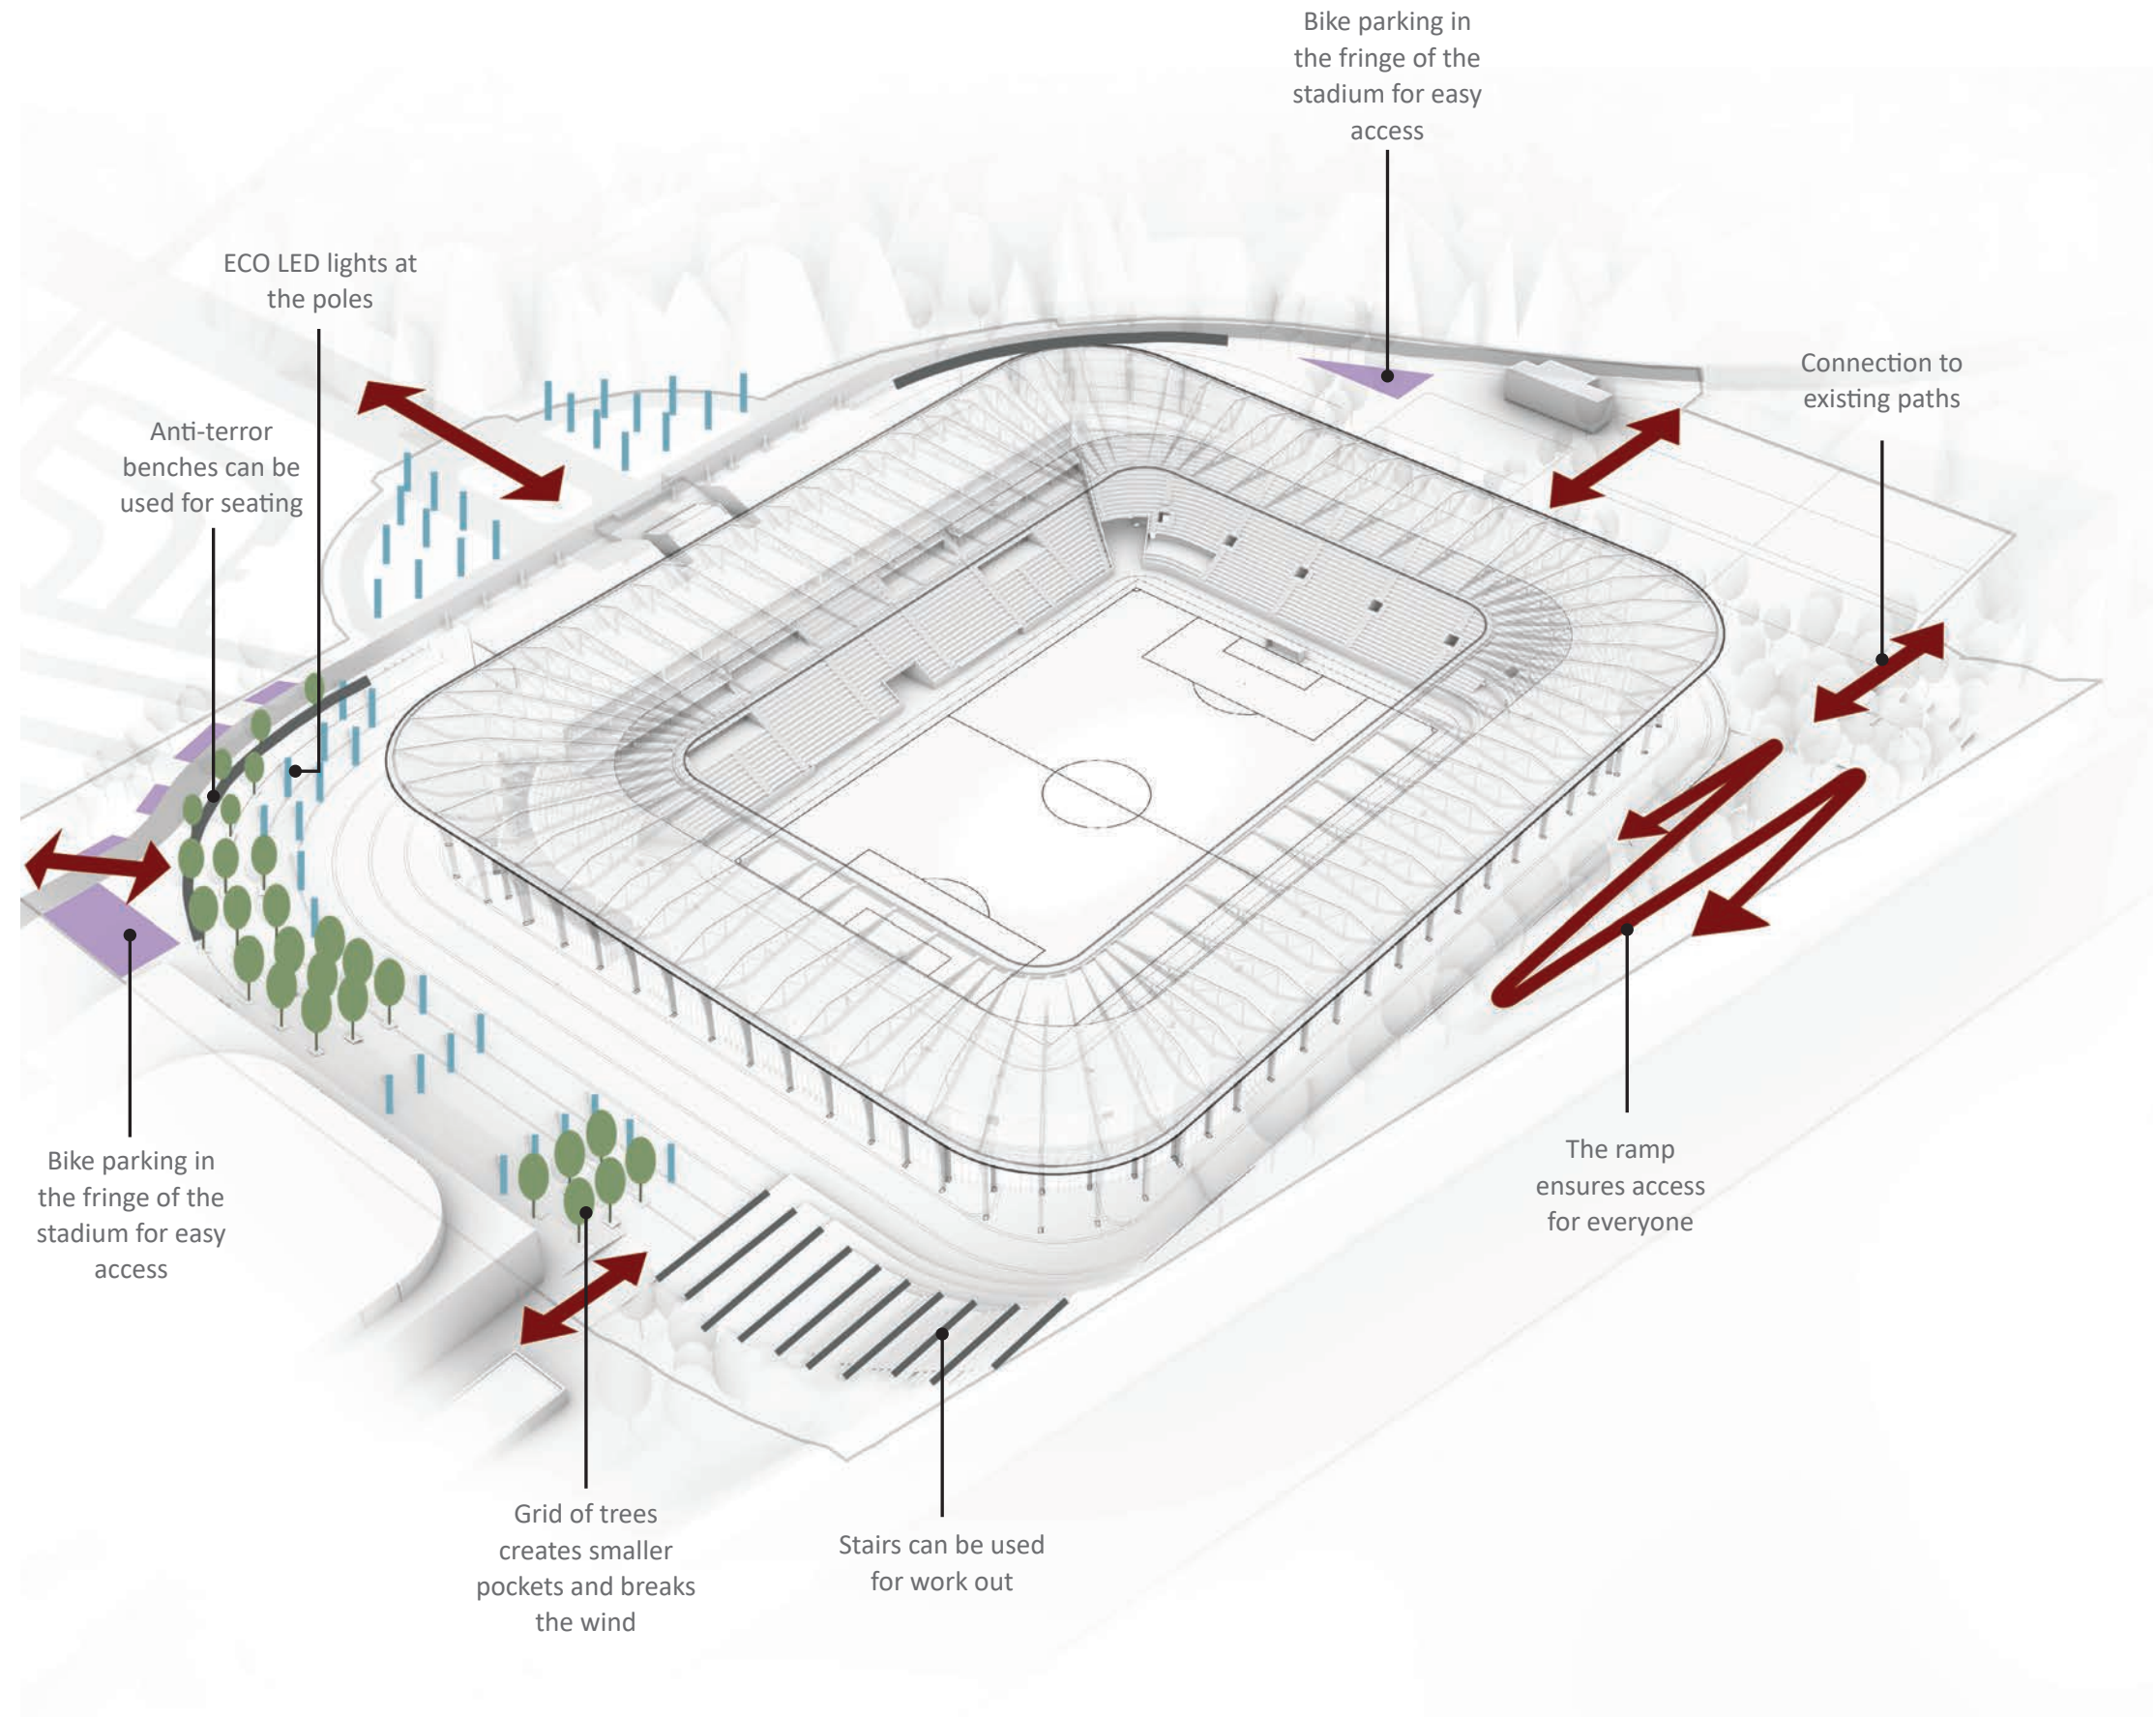 Bike parking in
the fringe of the
stadium for easy
access
ECO LED lights at
the poles
Connection to
existing paths
Anti-terror
benches can be
used for seating
Bike parking in
the fringe of the
stadium for easy
access
The ramp
ensures access
for everyone
Grid of trees
creates smaller
pockets and breaks
the wind
Stairs can be used
for work out